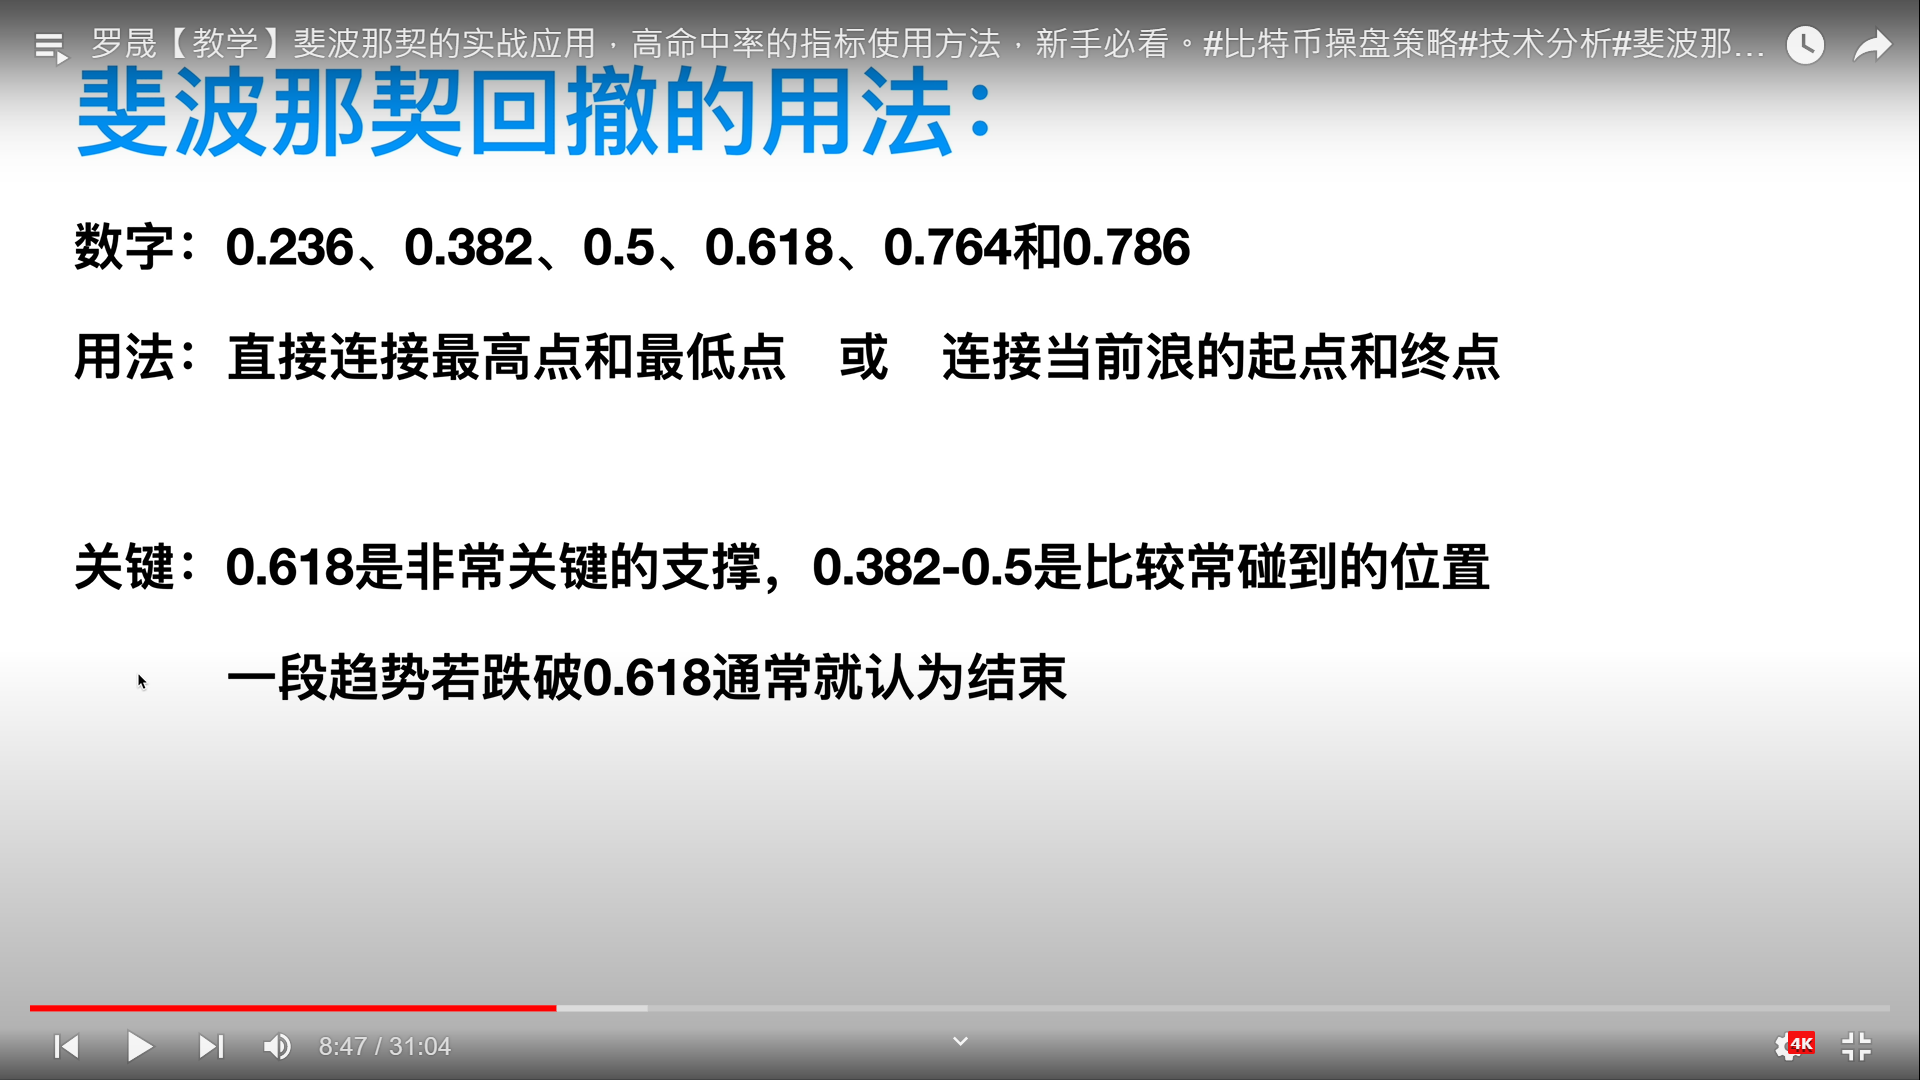 罗晟【教学】斐波那契的实战应用，高命中率的指标使用方法，新手必看。#比特币操盘策略#技术分析#斐波那...
斐波那契回撤的用法：
数字：0.236、0.382、0.5、0.618、0.764和0.786
用法：直接连接最高点和最低点 或 连接当前浪的起点和终点
关键：0.618是非常关键的支撑，0.382-0.5是比较常碰到的位置
一段趋势若跌破0.618通常就认为结束
8:47 / 31:04
4K